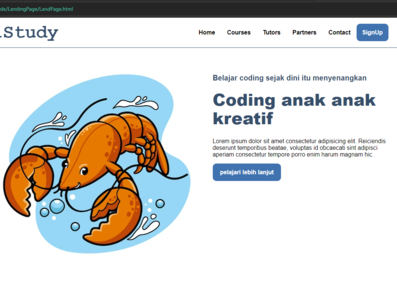 de/LandingPage/LandPage.html
Study
Home Courses Tutors Partners Contact SignUp
Belajar coding sejak dini itu menyenangkan
Coding anak anak
kreatif
Lorem ipsum dolor sit amet consectetur adipisicing elit. Reiciendis
deserunt temporibus beatae, voluptas id obcaecati sint adipisci
aperiam consectetur tempore porro enim harum magnam hic.
pelajari lebih lanjut